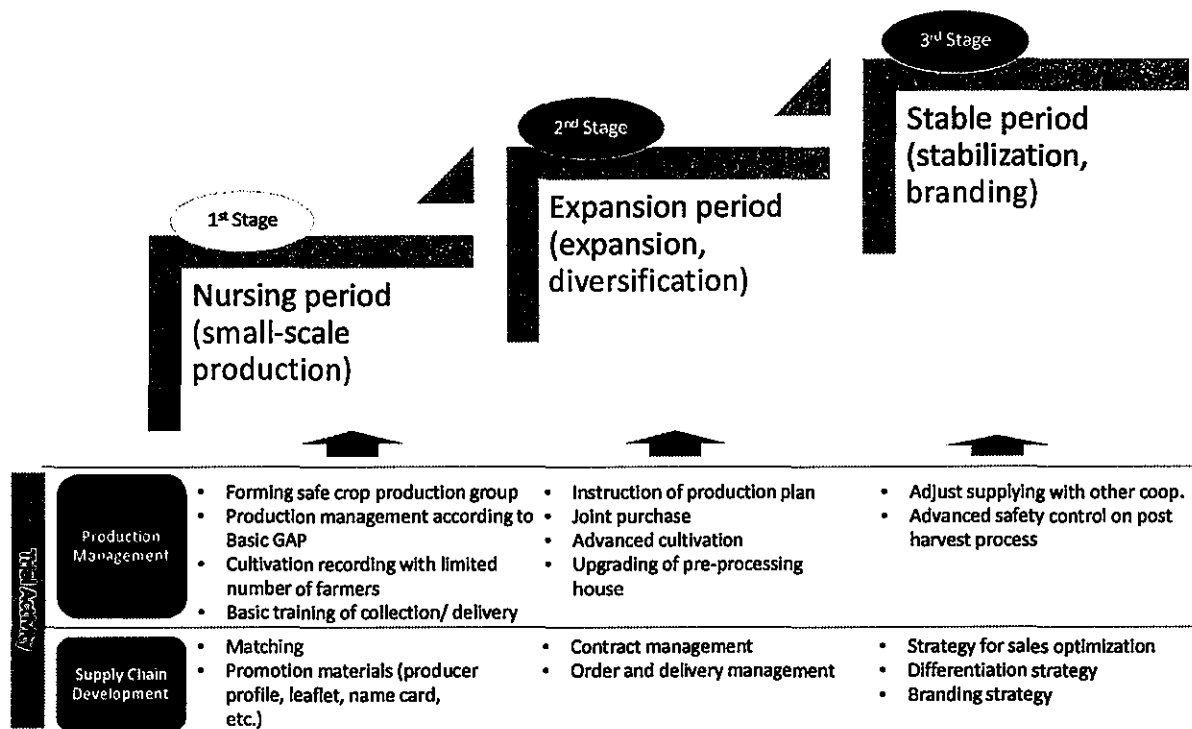 3rd Stage
Stable period
(stabilization,
branding)
2nd Stage
Expansion period
(expansion,
diversification)
1st Stage
Nursing period
(small-scale
production)
Trial Activity
Production
Management
• Forming safe crop production group
• Production management according to
Basic GAP
• Cultivation recording with limited
number of farmers
• Basic training of collection/ delivery
• Instruction of production plan
• Joint purchase
• Advanced cultivation
• Upgrading of pre-processing
house
• Adjust supplying with other coop.
• Advanced safety control on post
harvest process
Supply Chain
Development
• Matching
• Promotion materials (producer
profile, leaflet, name card,
etc.)
• Contract management
• Order and delivery management
• Strategy for sales optimization
• Differentiation strategy
• Branding strategy